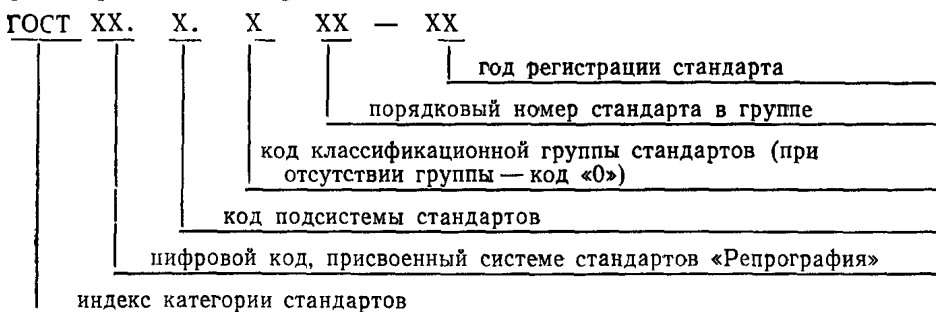 ГОСТ XX. X. X XX — XX
год регистрации стандарта
порядковый номер стандарта в группе
код классификационной группы стандартов (при
отсутствии группы — код «0»)
код подсистемы стандартов
цифровой код, присвоенный системе стандартов «Репрография»
индекс категории стандартов